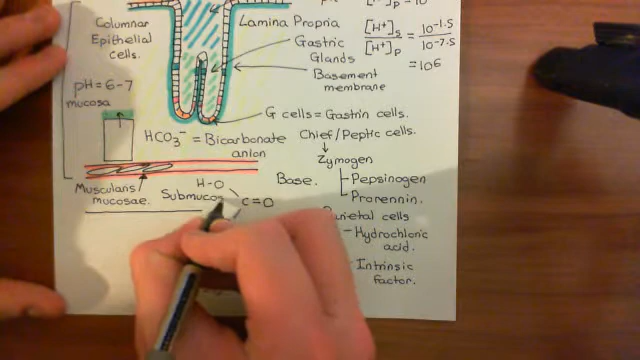 Columnar
Epithelial
cells.
pH=6-7
mucosa
Lamina Propria
Gastric
Glands
Basement
membrane
[H+]S = 10-1.5
[H+]P 10-7.5
= 106
G cells = Gastrin cells.
HCO3- = Bicarbonate
anion
Chief/Peptic cells.
Zymogen
- Pepsinogen
- Prorennin.
Base.
Muscularis
mucosae.
H-O
C=O
cells
- Hydrochloric
acid.
Intrinsic
factor.